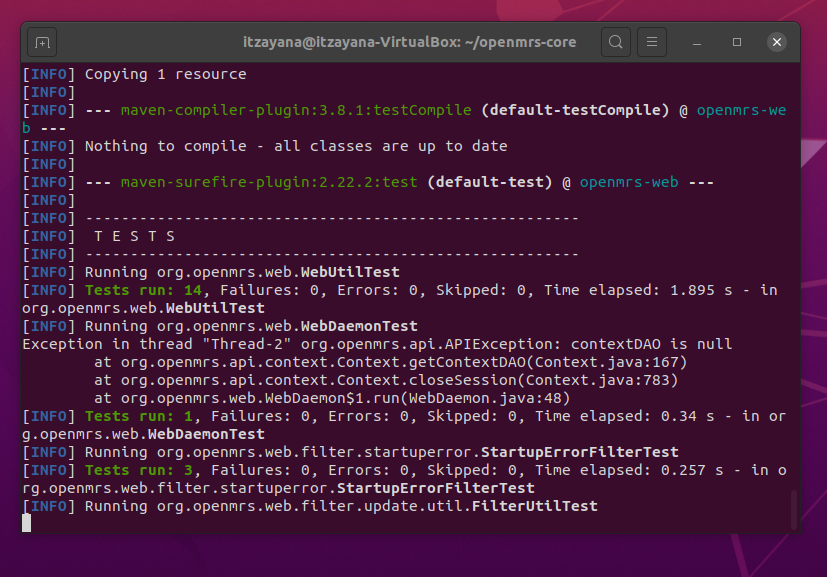 itzayana@itzayana-VirtualBox: ~/openmrs-core
[INFO] Copying 1 resource
[INFO]
[INFO] --- maven-compiler-plugin:3.8.1:testCompile (default-testCompile) @ openmrs-we
b ---
[INFO] Nothing to compile - all classes are up to date
[INFO]
[INFO] --- maven-surefire-plugin:2.22.2:test (default-test) @ openmrs-web ---
[INFO]
[INFO] -------------------------------------------------------
[INFO]  T E S T S
[INFO] -------------------------------------------------------
[INFO] Running org.openmrs.web.WebUtilTest
[INFO] Tests run: 14, Failures: 0, Errors: 0, Skipped: 0, Time elapsed: 1.895 s - in
org.openmrs.web.WebUtilTest
[INFO] Running org.openmrs.web.WebDaemonTest
Exception in thread "Thread-2" org.openmrs.api.APIException: contextDAO is null
        at org.openmrs.api.context.Context.getContextDAO(Context.java:167)
        at org.openmrs.api.context.Context.closeSession(Context.java:783)
        at org.openmrs.web.WebDaemon$1.run(WebDaemon.java:48)
[INFO] Tests run: 1, Failures: 0, Errors: 0, Skipped: 0, Time elapsed: 0.34 s - in or
g.openmrs.web.WebDaemonTest
[INFO] Running org.openmrs.web.filter.startuperror.StartupErrorFilterTest
[INFO] Tests run: 3, Failures: 0, Errors: 0, Skipped: 0, Time elapsed: 0.257 s - in o
rg.openmrs.web.filter.startuperror.StartupErrorFilterTest
[INFO] Running org.openmrs.web.filter.update.util.FilterUtilTest